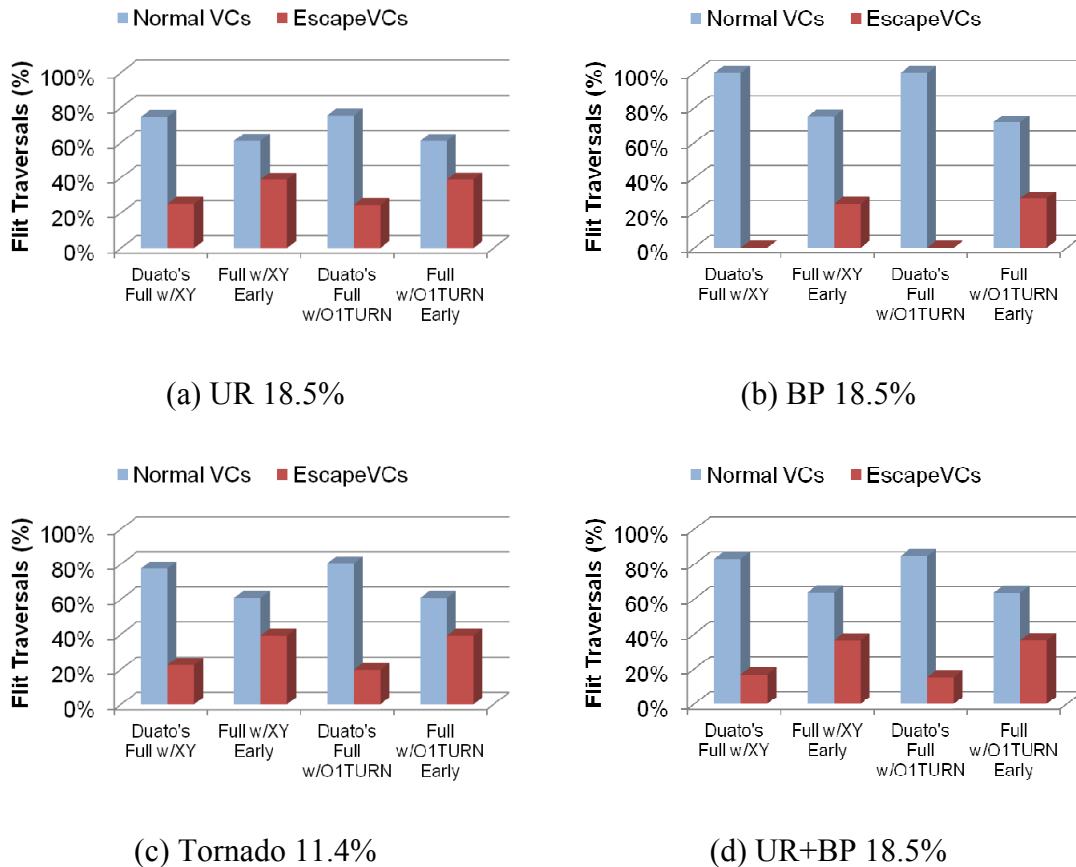 Normal VCs EscapeVCs
Flit Traversals (%)
100%
80%
60%
40%
20%
0%
Duato's Full w/XY
Full w/XY Early
Duato's Full w/O1TURN
Full w/O1TURN Early
(a) UR 18.5%
Normal VCs EscapeVCs
Flit Traversals (%)
100%
80%
60%
40%
20%
0%
Duato's Full w/XY
Full w/XY Early
Duato's Full w/O1TURN
Full w/O1TURN Early
(b) BP 18.5%
Normal VCs EscapeVCs
Flit Traversals (%)
100%
80%
60%
40%
20%
0%
Duato's Full w/XY
Full w/XY Early
Duato's Full w/O1TURN
Full w/O1TURN Early
(c) Tornado 11.4%
Normal VCs EscapeVCs
Flit Traversals (%)
100%
80%
60%
40%
20%
0%
Duato's Full w/XY
Full w/XY Early
Duato's Full w/O1TURN
Full w/O1TURN Early
(d) UR+BP 18.5%